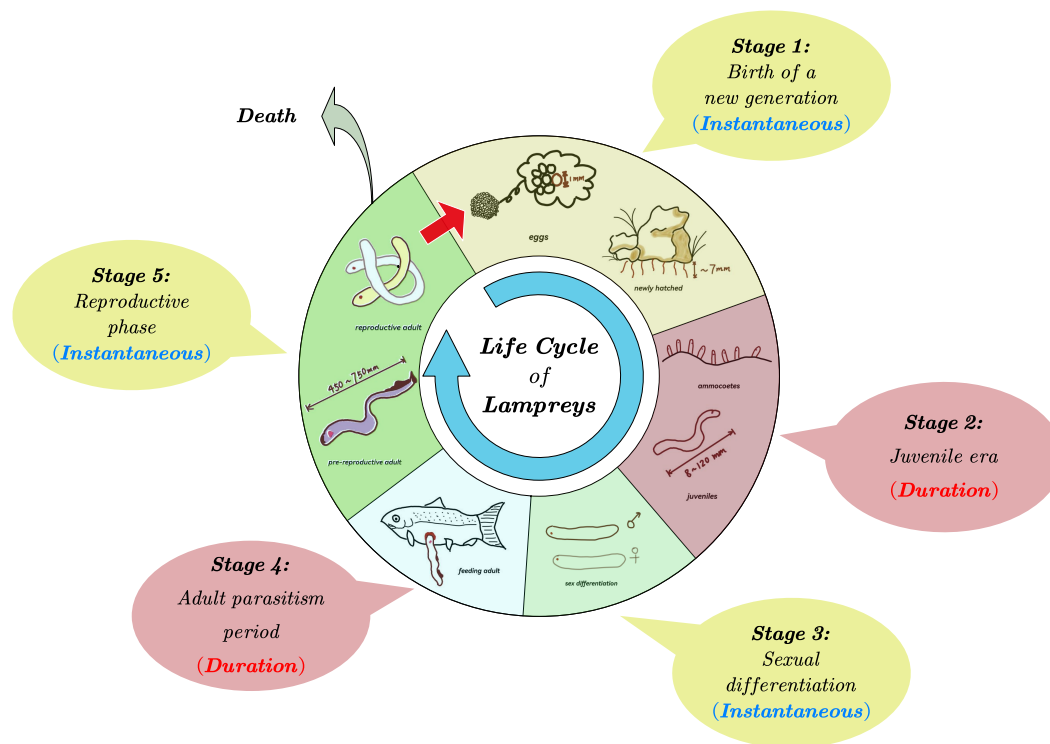 Stage 1:
Birth of a
new generation
(Instantaneous)
Death
1mm
eggs
~7mm
newly hatched
Stage 5:
Reproductive
phase
(Instantaneous)
reproductive adult
Life Cycle
of
Lampreys
ammocoetes
450~750mm
pre-reproductive adult
8~120 mm
juveniles
Stage 2:
Juvenile era
(Duration)
feeding adult
♂
♀
sex differentiation
Stage 4:
Adult parasitism
period
(Duration)
Stage 3:
Sexual
differentiation
(Instantaneous)